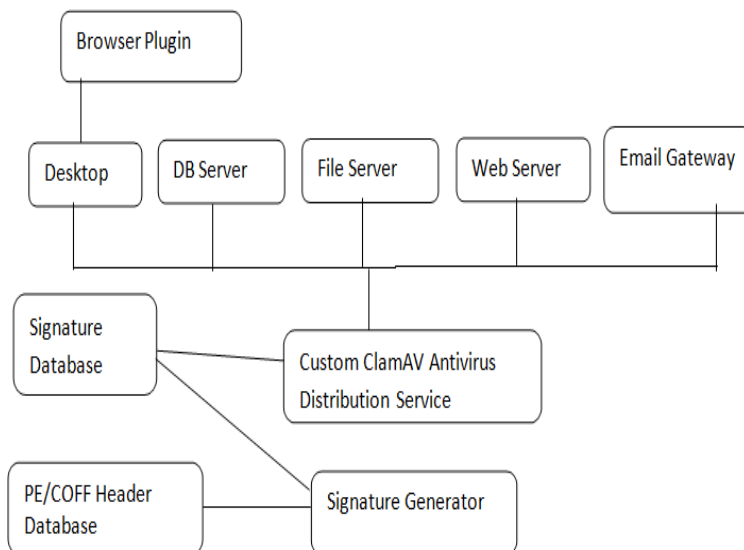 Browser Plugin
Desktop
DB Server
File Server
Web Server
Email Gateway
Signature
Database
Custom ClamAV Antivirus
Distribution Service
PE/COFF Header
Database
Signature Generator